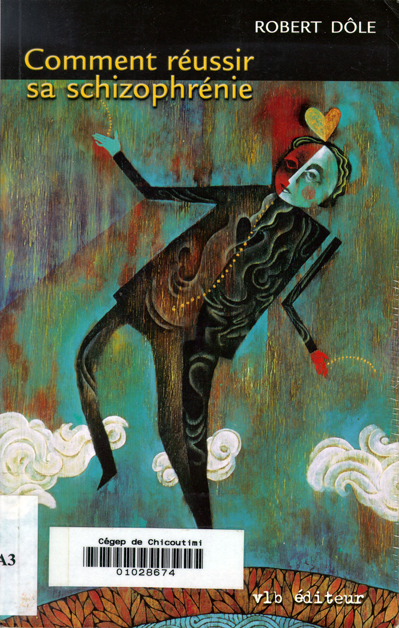 ROBERT DÔLE
Comment réussir
sa schizophrénie
A3
Cégep de Chicoutimi
01028674
vlb éditeur